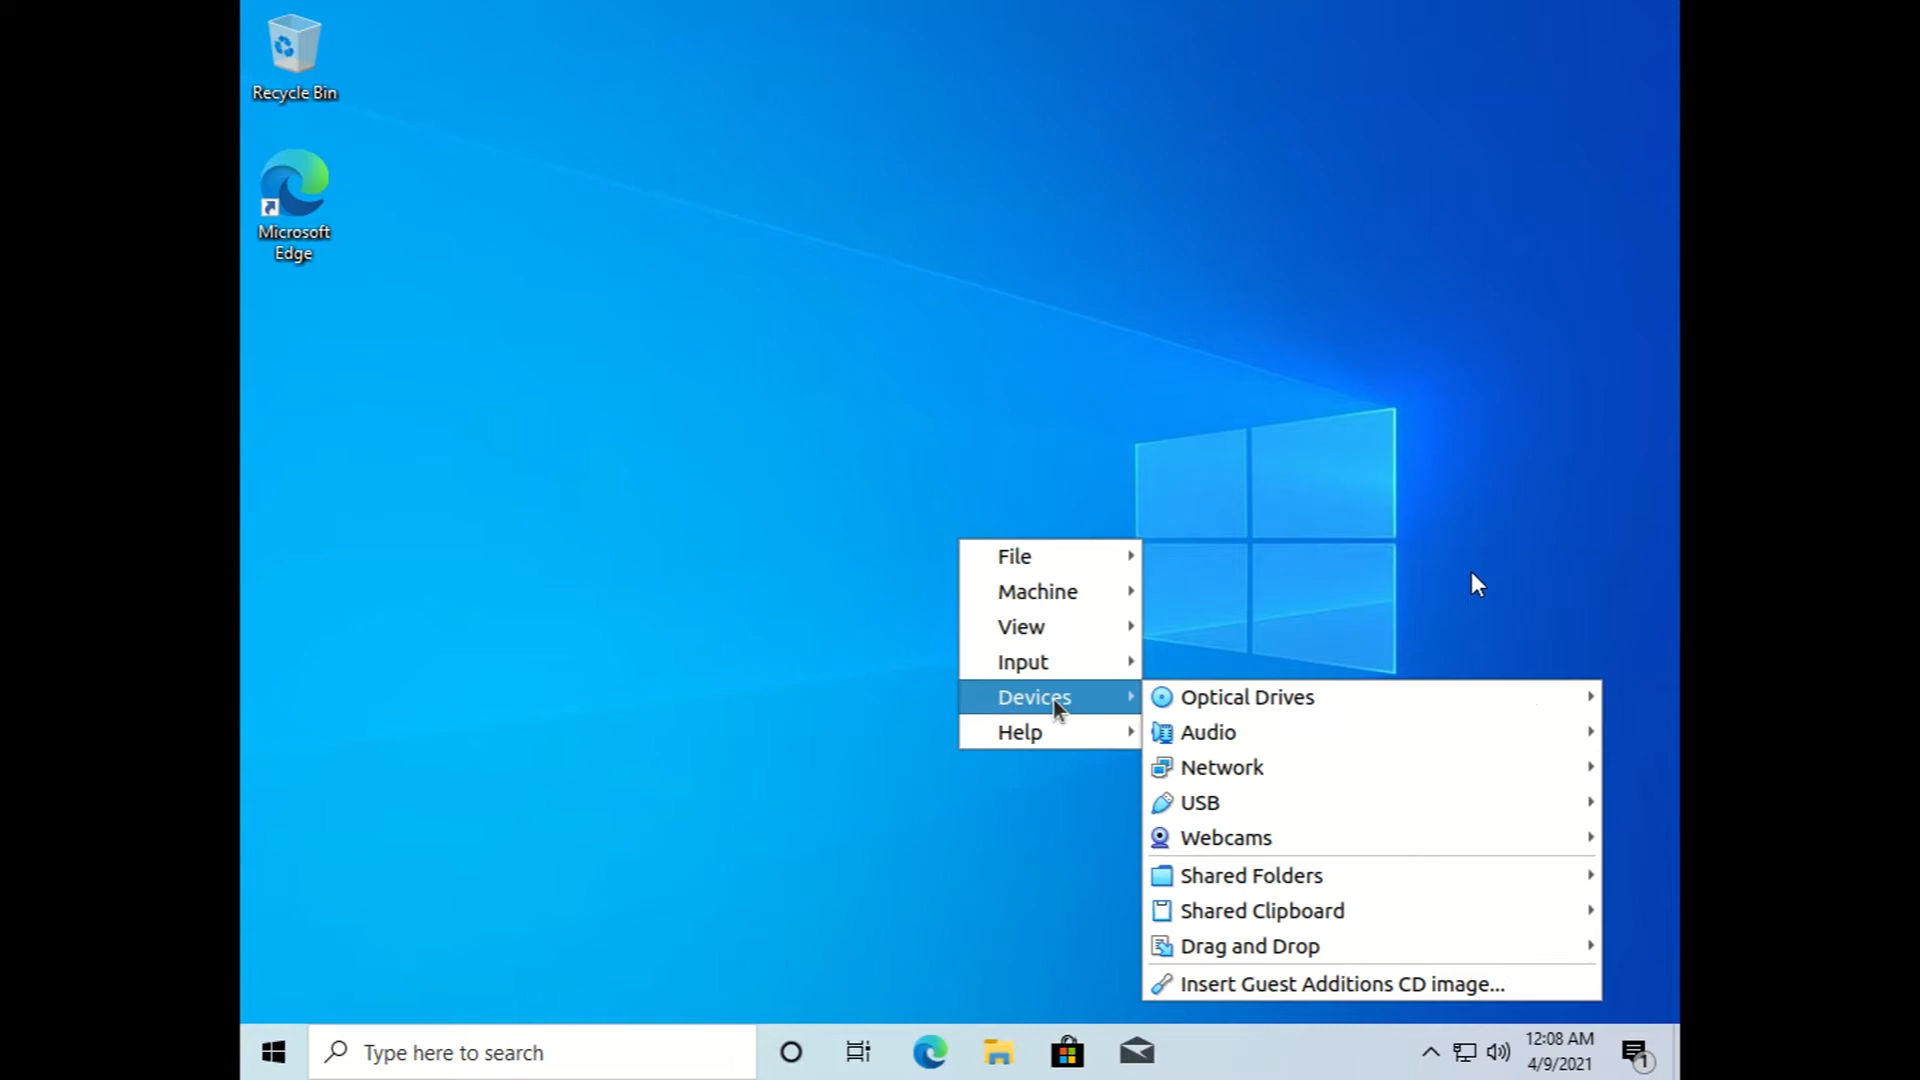 Recycle Bin
Microsoft
Edge
File
Machine
View
Input
Devices
Help
Optical Drives
Audio
Network
USB
Webcams
Shared Folders
Shared Clipboard
Drag and Drop
Insert Guest Additions CD image...
Type here to search
12:08 AM
4/9/2021
1